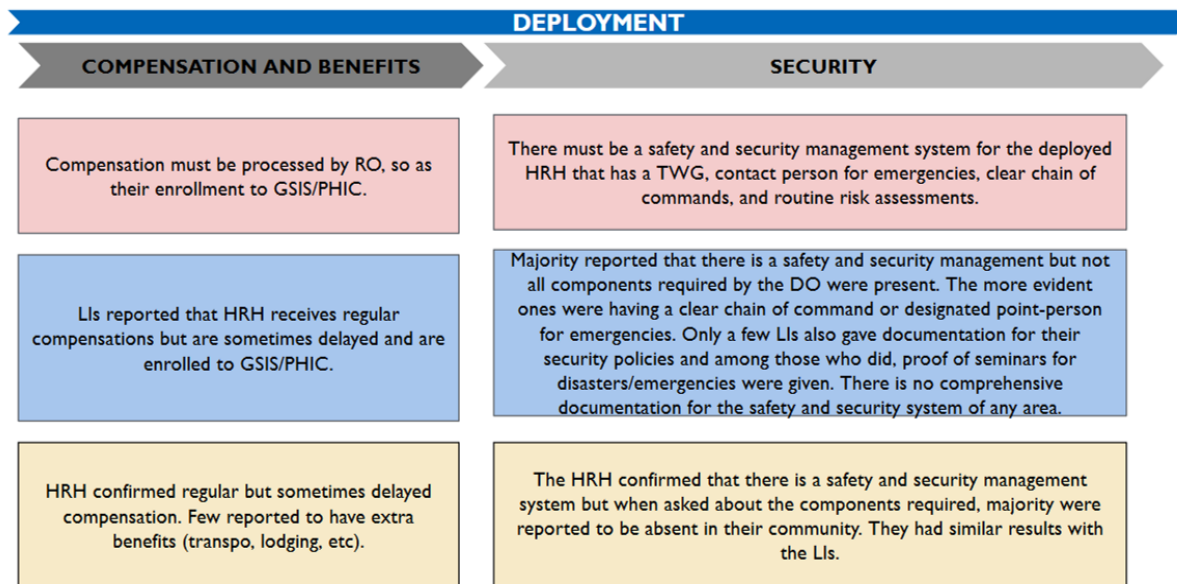 DEPLOYMENT
COMPENSATION AND BENEFITS
SECURITY
Compensation must be processed by RO, so as
their enrollment to GSIS/PHIC.
There must be a safety and security management system for the deployed
HRH that has a TWG, contact person for emergencies, clear chain of
commands, and routine risk assessments.
LIs reported that HRH receives regular
compensations but are sometimes delayed and are
enrolled to GSIS/PHIC.
Majority reported that there is a safety and security management but not
all components required by the DO were present. The more evident
ones were having a clear chain of command or designated point-person
for emergencies. Only a few LIs also gave documentation for their
security policies and among those who did, proof of seminars for
disasters/emergencies were given. There is no comprehensive
documentation for the safety and security system of any area.
HRH confirmed regular but sometimes delayed
compensation. Few reported to have extra
benefits (transpo, lodging, etc).
The HRH confirmed that there is a safety and security management
system but when asked about the components required, majority were
reported to be absent in their community. They had similar results with
the LIs.